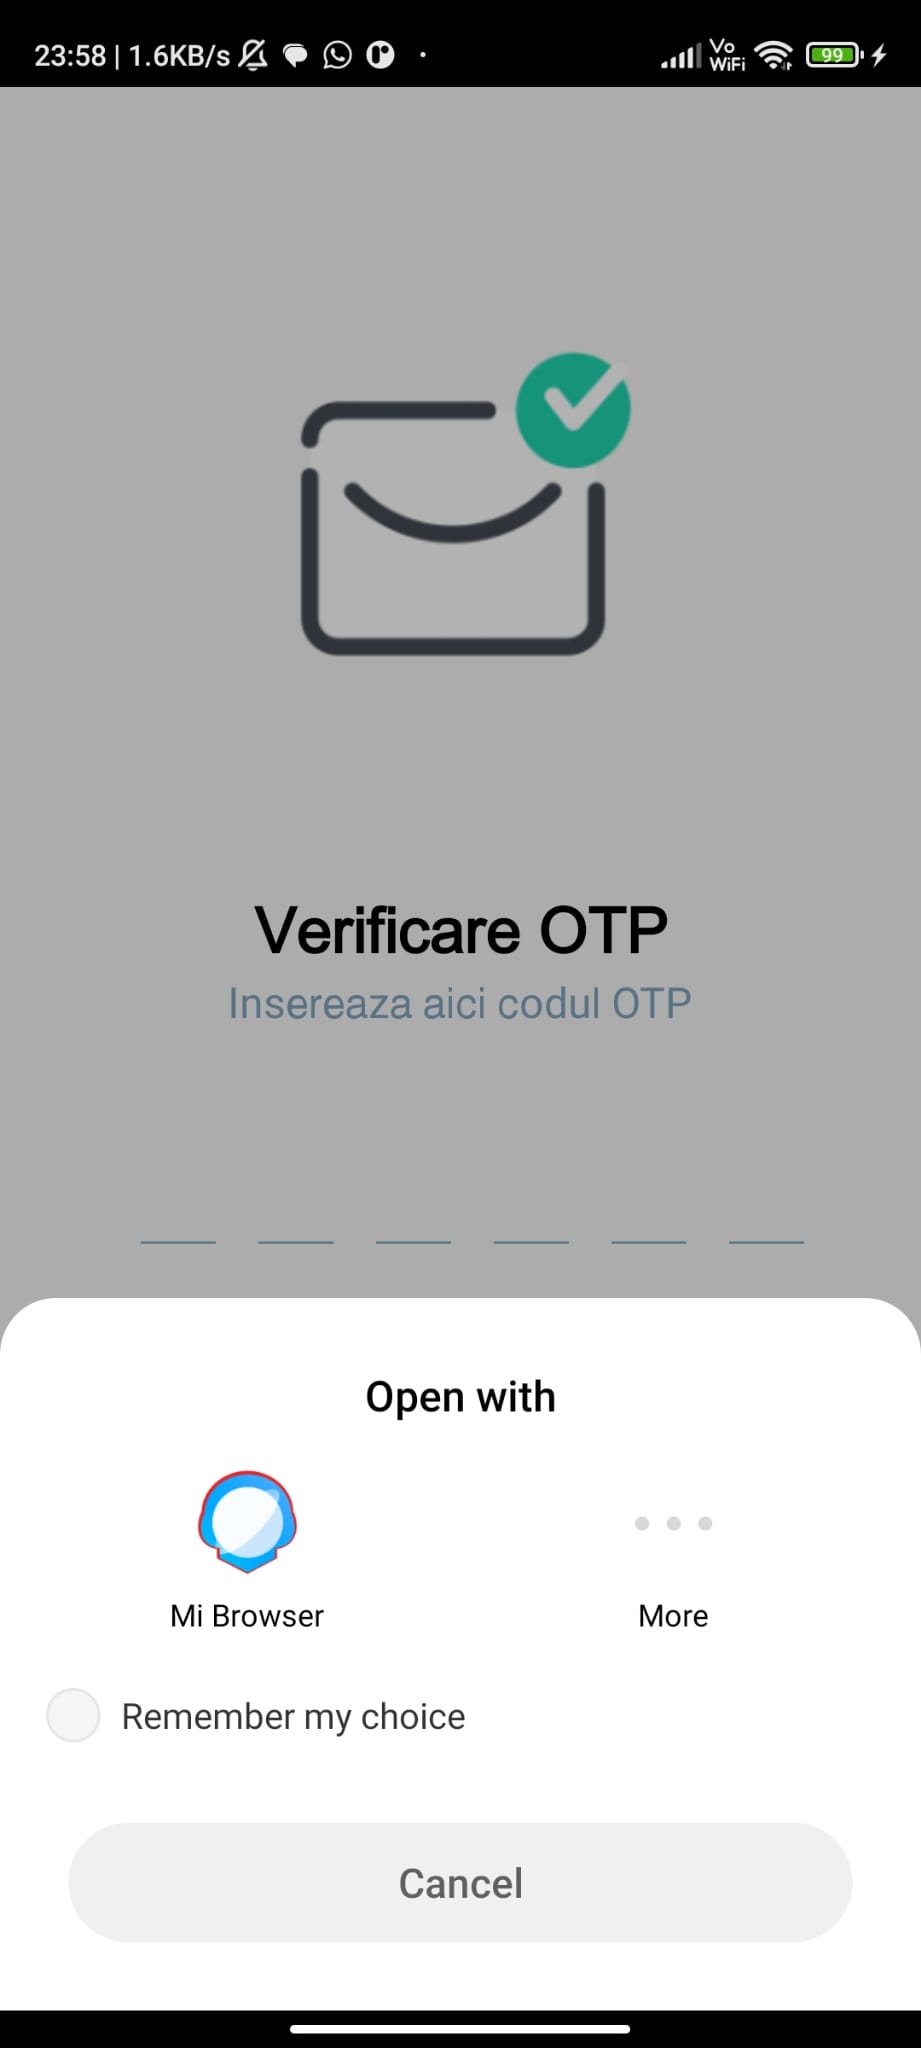 23:58 | 1.6KB/s
Vo
WiFi
99
Verificare OTP
Insereaza aici codul OTP
Open with
Mi Browser
More
Remember my choice
Cancel